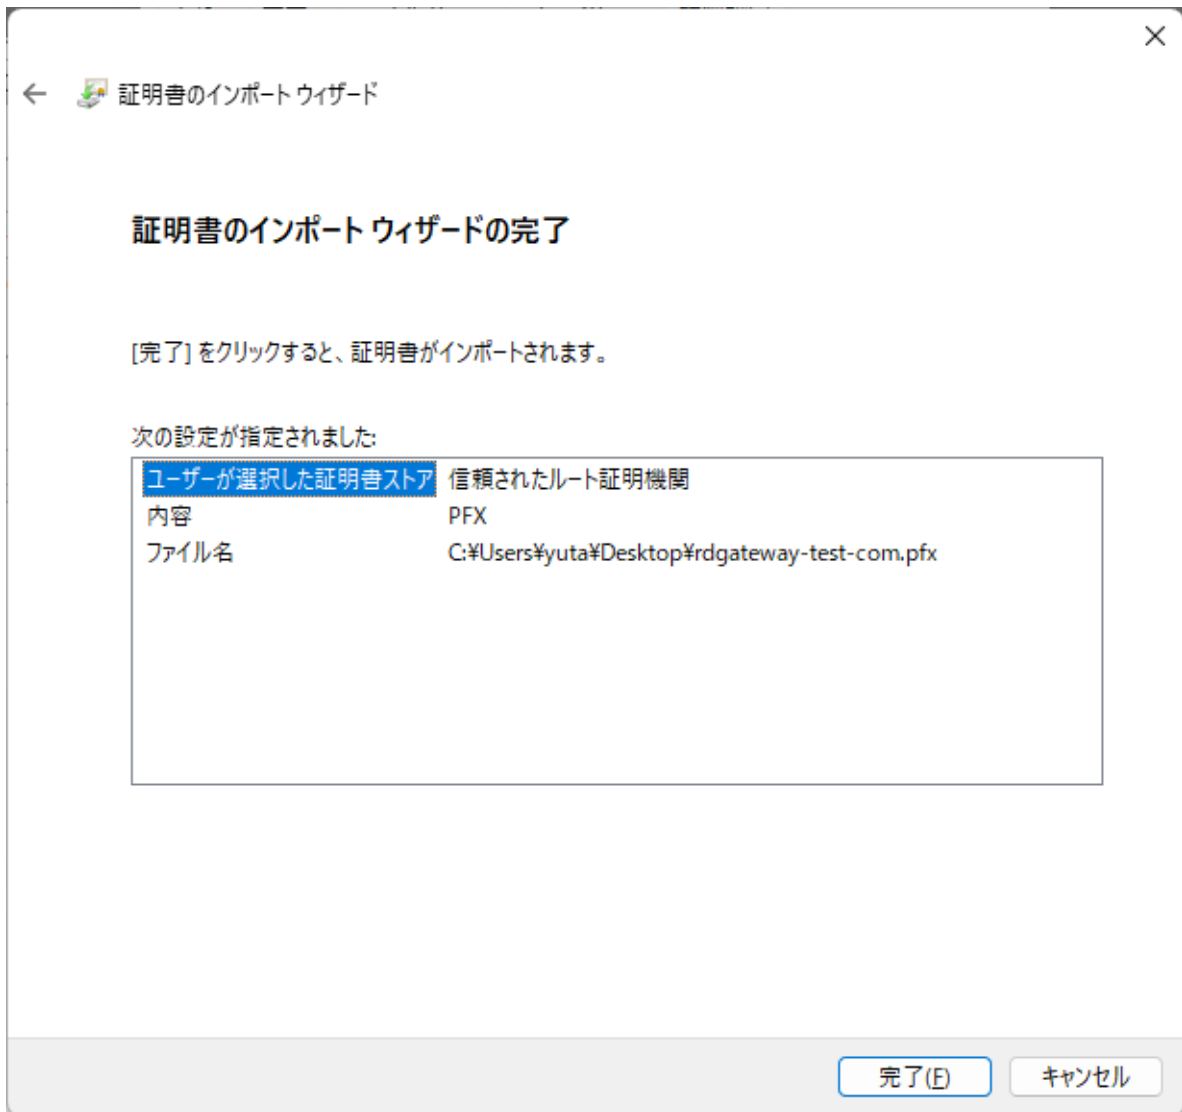 証明書のインポート ウィザード
証明書のインポート ウィザードの完了
[完了] をクリックすると、証明書がインポートされます。
次の設定が指定されました:
ユーザーが選択した証明書ストア 信頼されたルート証明機関
内容 PFX
ファイル名 C:¥Users¥yuta¥Desktop¥rdgateway-test-com.pfx
完了(F) キャンセル